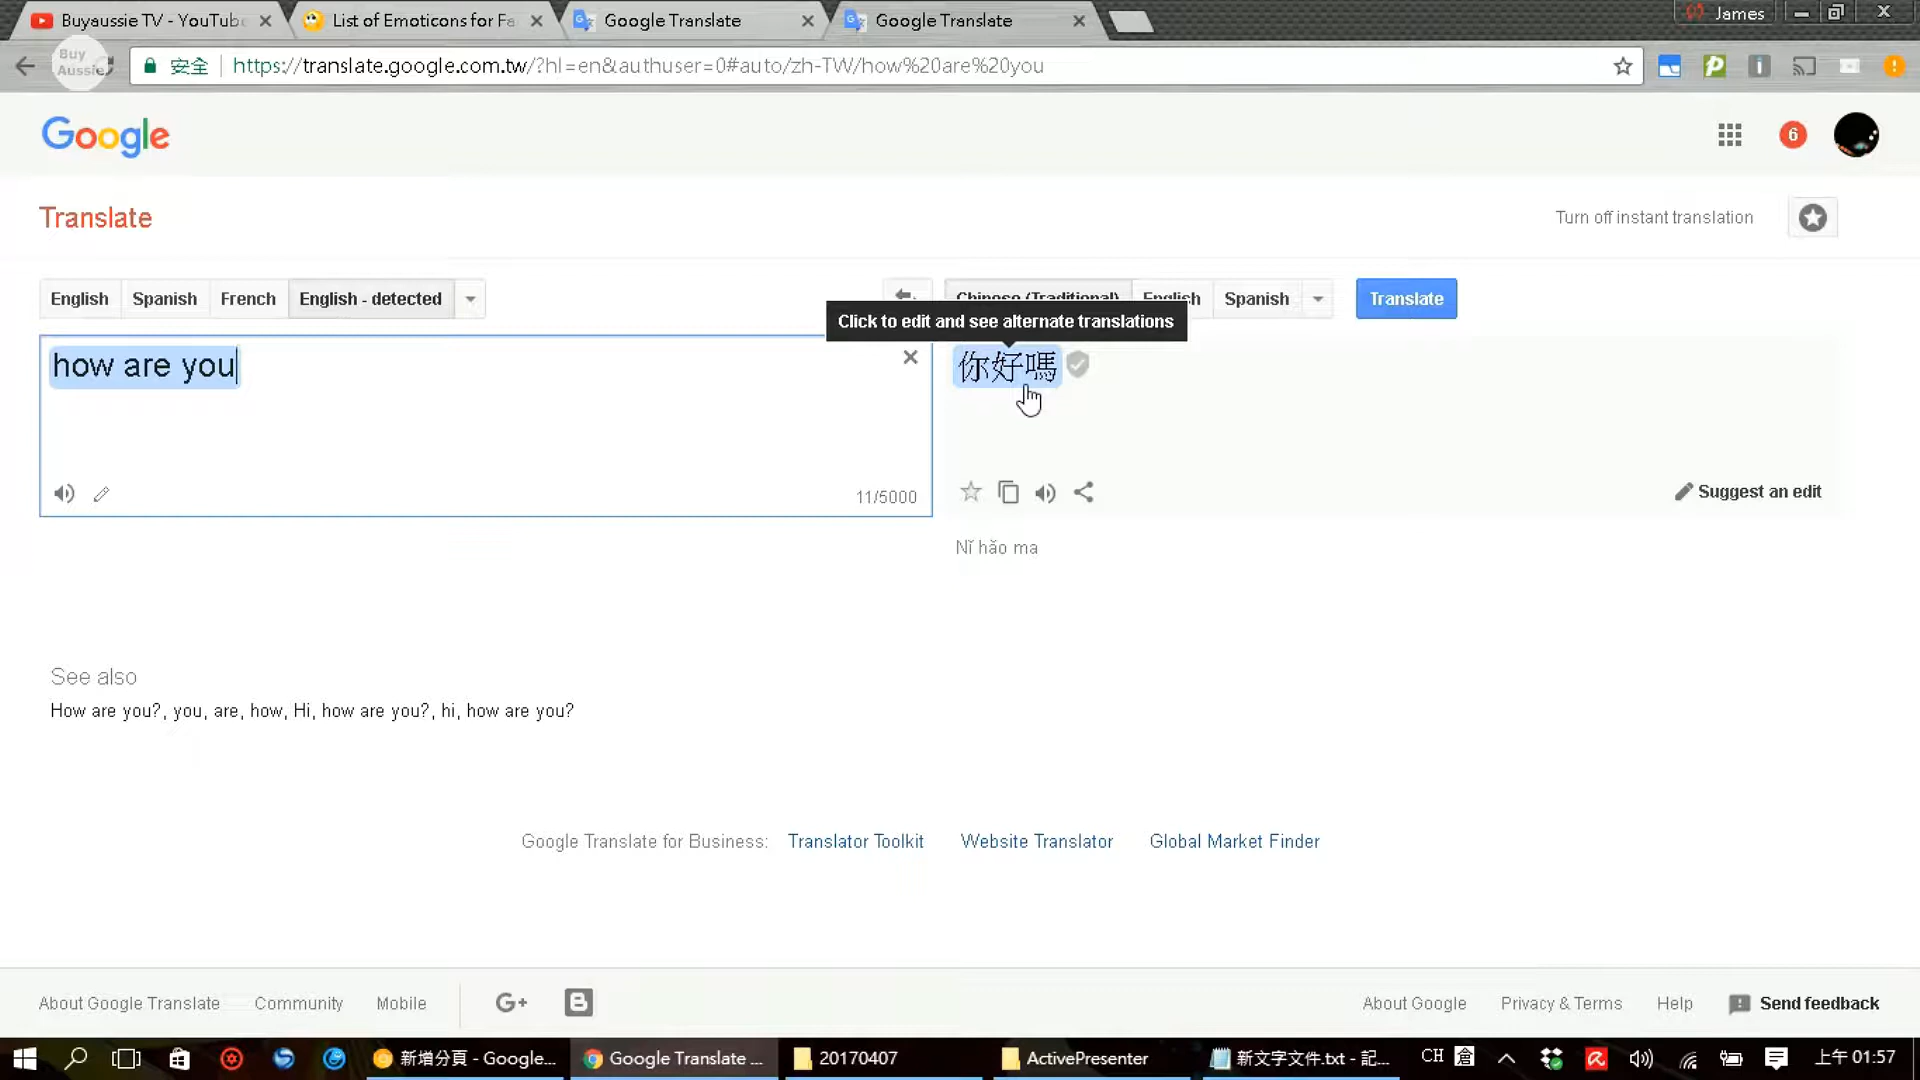 Buyaussie TV - YouTube
List of Emoticons for Fa
Google Translate
Google Translate
James
Buy
Aussie
安全
https://translate.google.com.tw/?hl=en&authuser=0#auto/zh-TW/how%20are%20you
Google
6
Translate
Turn off instant translation
English
Spanish
French
English - detected
Chinese (Traditional)
English
Spanish
Translate
Click to edit and see alternate translations
how are you
你好嗎
11/5000
Suggest an edit
Nǐ hǎo ma
See also
How are you?, you, are, how, Hi, how are you?, hi, how are you?
Google Translate for Business:
Translator Toolkit
Website Translator
Global Market Finder
About Google Translate
Community
Mobile
G+
About Google
Privacy & Terms
Help
Send feedback
新增分頁 - Google...
Google Translate ...
20170407
ActivePresenter
新文字文件.txt - 記...
CH
倉
上午 01:57